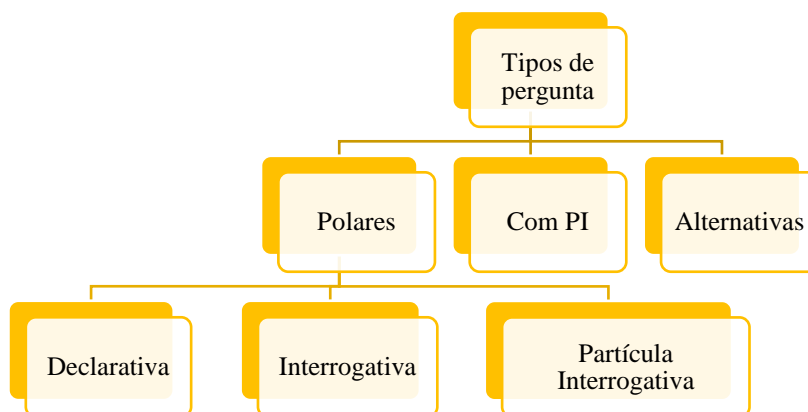 Tipos de
pergunta
Polares
Com PI
Alternativas
Declarativa
Interrogativa
Partícula
Interrogativa